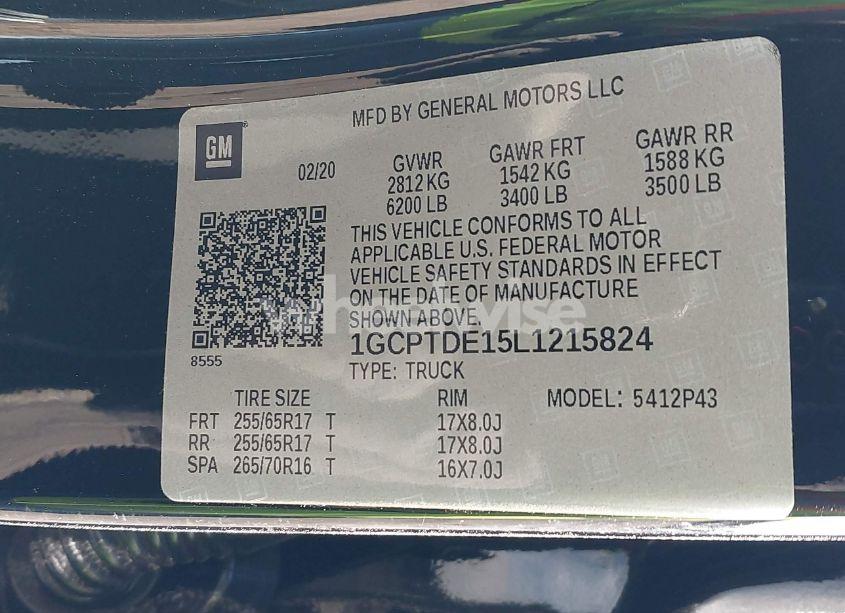 MFD BY GENERAL MOTORS LLC
GM
02/20
GVWR
2812 KG
6200 LB
GAWR FRT
1542 KG
3400 LB
GAWR RR
1588 KG
3500 LB
THIS VEHICLE CONFORMS TO ALL
APPLICABLE U.S. FEDERAL MOTOR
VEHICLE SAFETY STANDARDS IN EFFECT
ON THE DATE OF MANUFACTURE
SHOWN ABOVE.
8555
1GCPTDE15L1215824
TYPE: TRUCK
TIRE SIZE RIM MODEL: 5412P43
FRT 255/65R17 T 17X8.0J
RR 255/65R17 T 17X8.0J
SPA 265/70R16 T 16X7.0J